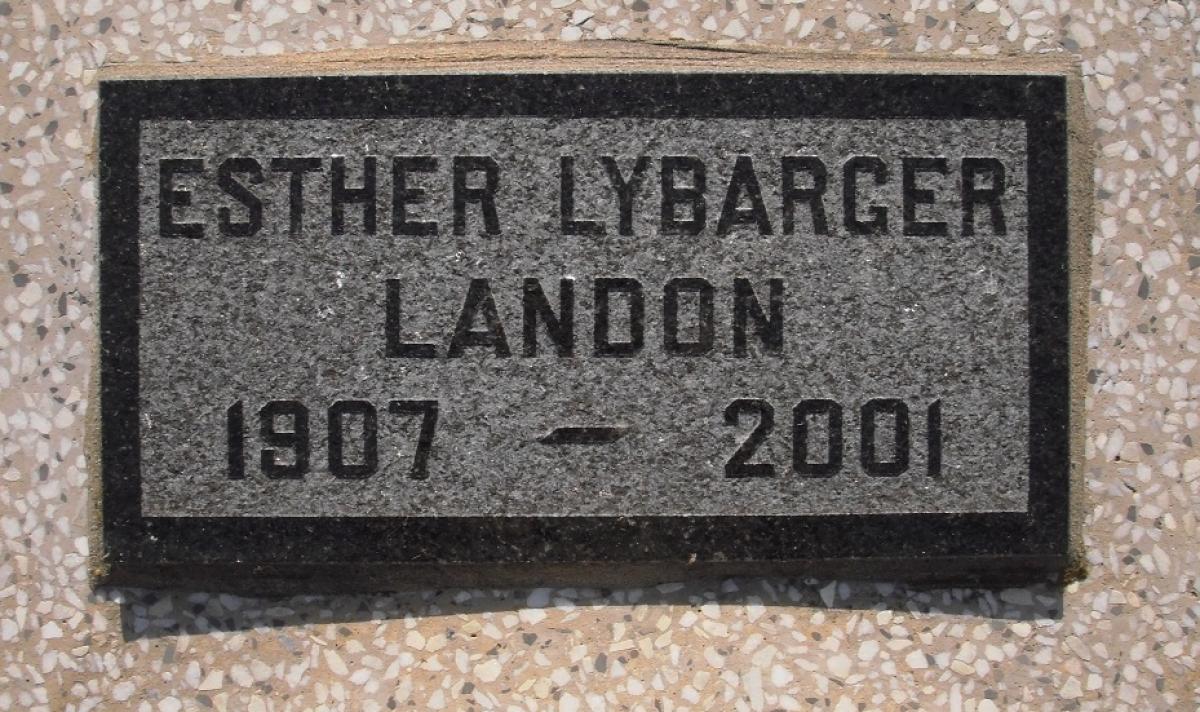 ESTHER LYBARGER
LANDON
1907 – 2001